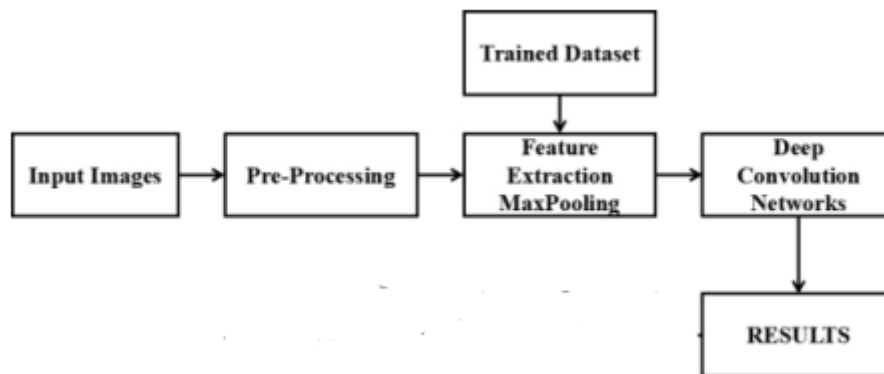 Trained Dataset
Input Images
Pre-Processing
Feature
Extraction
MaxPooling
Deep
Convolution
Networks
RESULTS